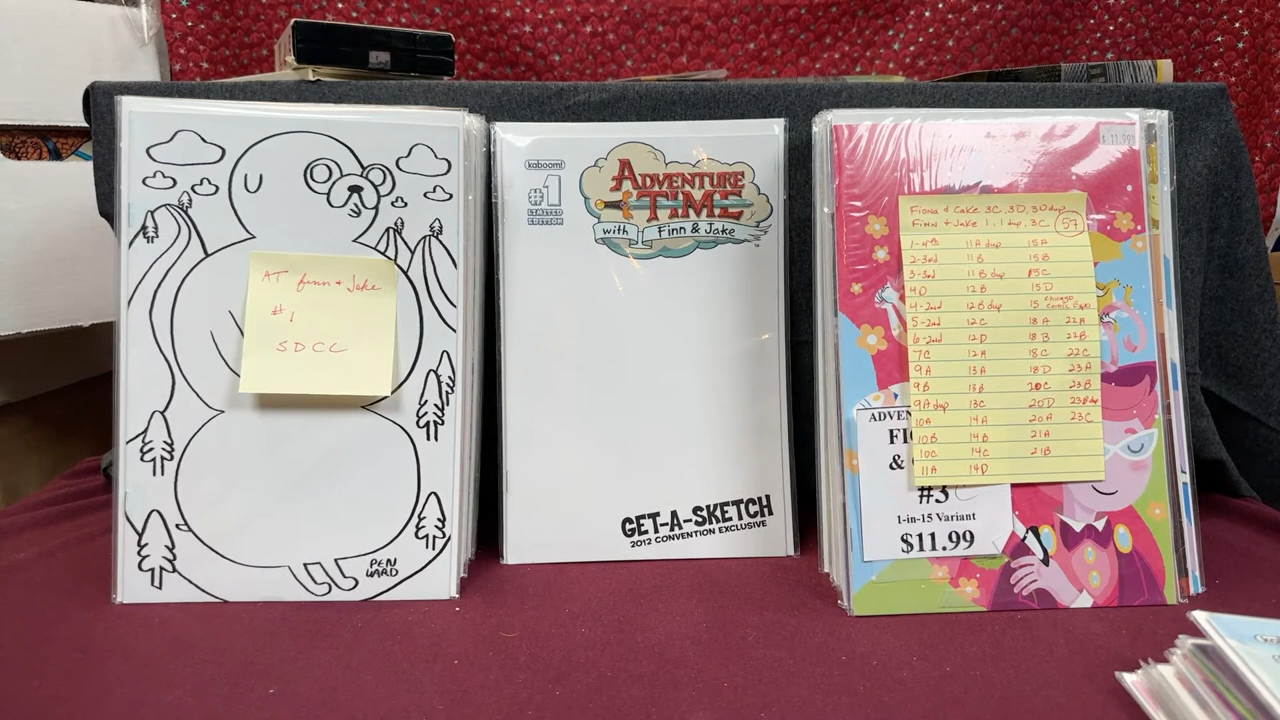 AT finn + Jake
#1
SDCC
PEN
WARD
kaboom!
#1
LIMITED
EDITION
ADVENTURE
TIME
with Finn & Jake
GET-A-SKETCH
2012 CONVENTION EXCLUSIVE
$11.99
Fiona & Cake 3C, 3D, 3D dup
Finn + Jake 1, 1 dup, 3C 57
1-4th 11A dup 15A
2-3rd 11B 15B
3-3rd 11B dup 15C
4D 12B 15D
4-2nd 12B dup 15 Chicago Comic Expo
5-2nd 12C 18A 22A
6-2nd 12D 18B 22B
7C 12A 18C 22C
9A 13A 18D 23A
9B 13B 20C 23B
9A dup 13C 20D 23B dup
10A 14A 20A 23C
10B 14B 21A
10C 14C 21B
11A 14D
ADVEN
FI
&
#3C
1-in-15 Variant
$11.99